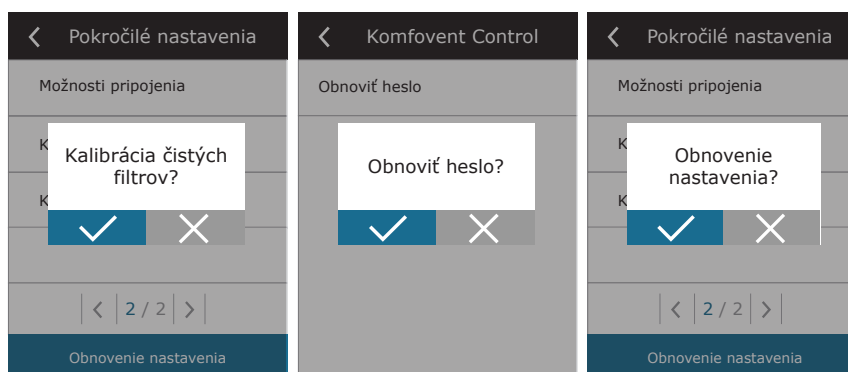 Pokročilé nastavenia
Možnosti pripojenia
K
Kalibrácia čistých
filtrov?
K
2 / 2
Obnovenie nastavenia
Komfovent Control
Obnoviť heslo
Obnoviť heslo?
Pokročilé nastavenia
Možnosti pripojenia
K
Obnovenie
nastavenia?
K
2 / 2
Obnovenie nastavenia